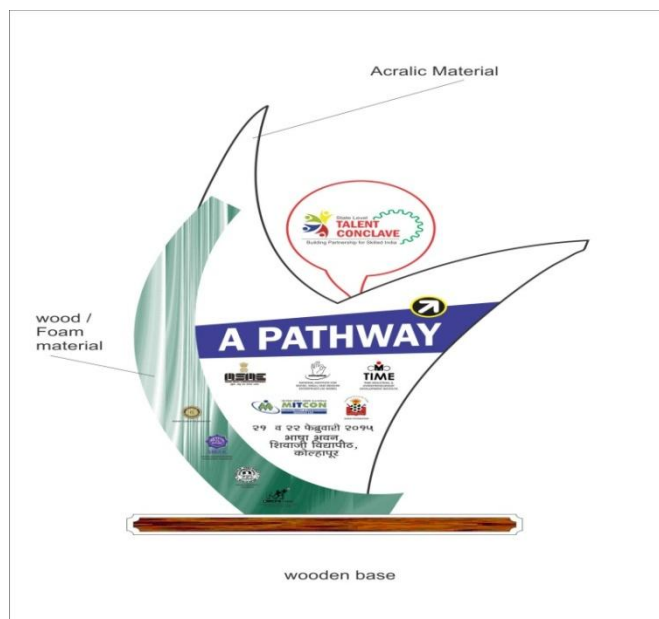 Acralic Material
State Level
TALENT
CONCLAVE
Building Partnership for Skilled India
wood /
Foam
material
A PATHWAY
TIME
MITCON
२१ व २२ फेब्रुवारी २०१५
भाषा भवन,
शिवाजी विद्यापीठ,
कोल्हापूर
wooden base